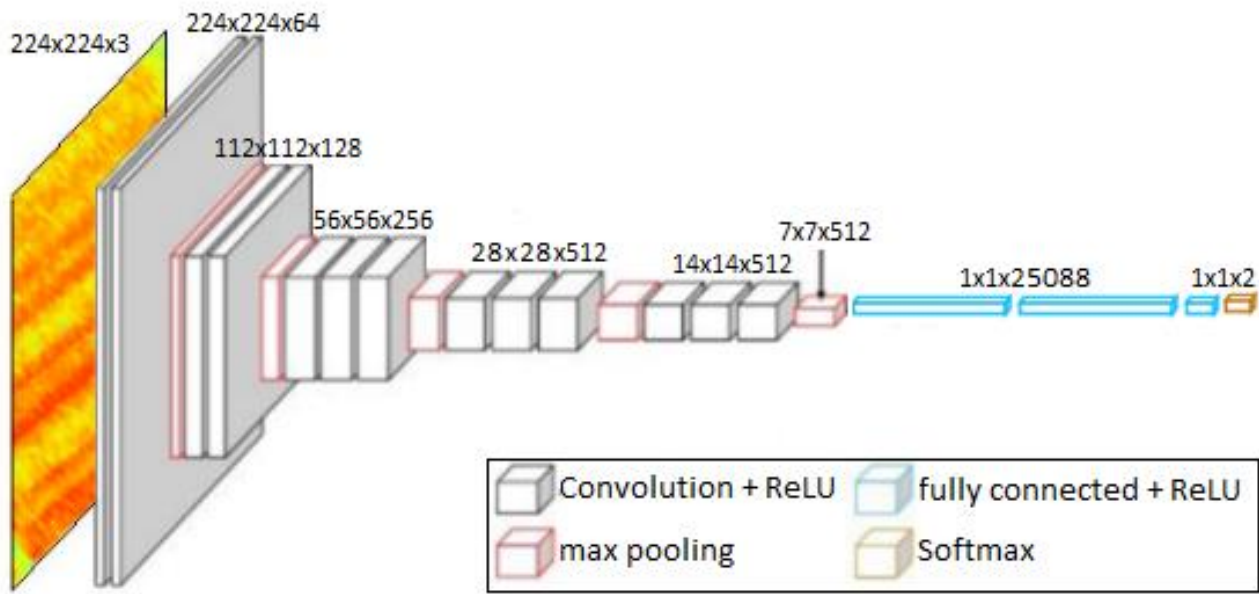 224x224x3
224x224x64
112x112x128
56x56x256
28x28x512
14x14x512
7x7x512
1x1x25088
1x1x2
Convolution + ReLU
fully connected + ReLU
max pooling
Softmax